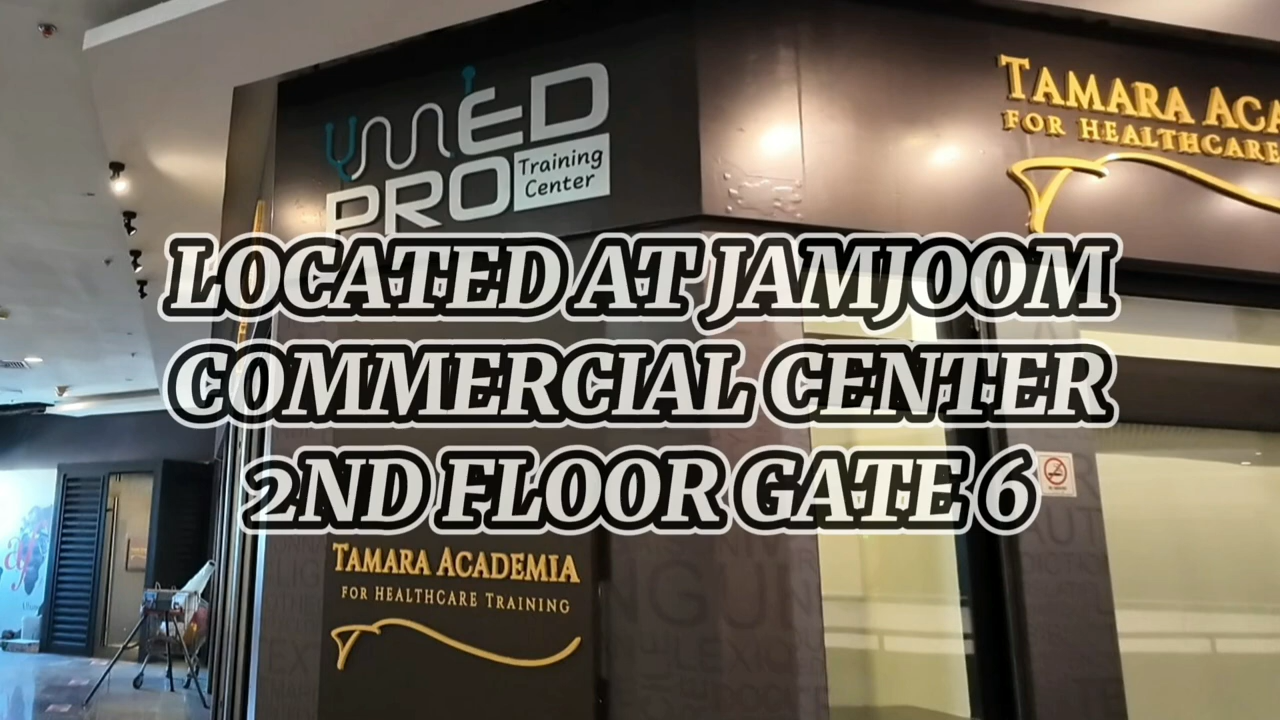 MED
PRO Training
Center
TAMARA ACA
FOR HEALTHCARE
LOCATED AT JAMJOOM
COMMERCIAL CENTER
2ND FLOOR GATE 6
TAMARA ACADEMIA
FOR HEALTHCARE TRAINING